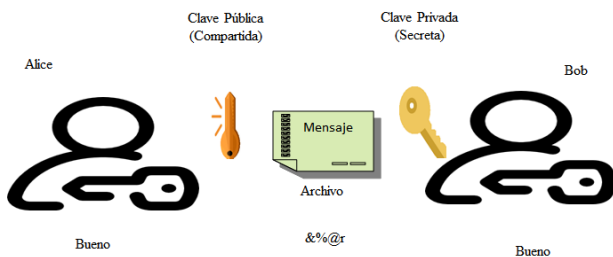 Clave Pública
(Compartida)
Clave Privada
(Secreta)
Alice
Bob
Mensaje
Archivo
&%@r
Bueno
Bueno